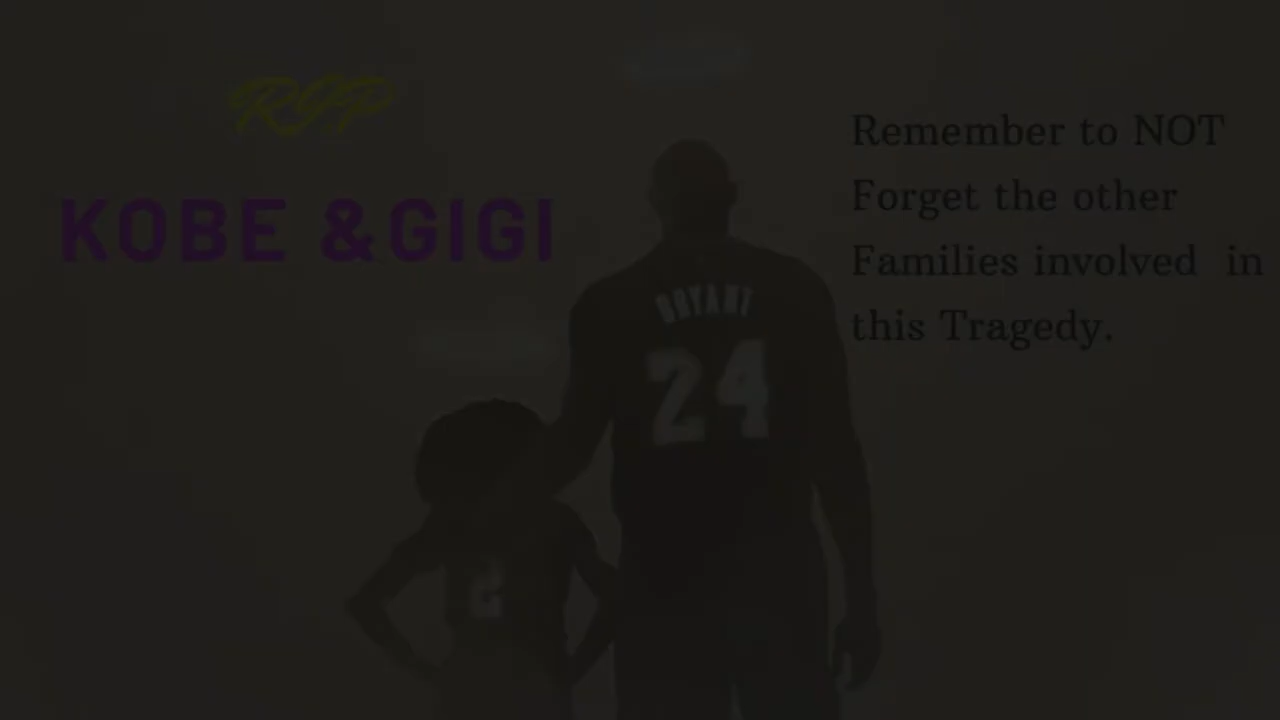 RIP
KOBE &GIGI
Remember to NOT
Forget the other
Families involved in
this Tragedy.
BRYANT
24
2